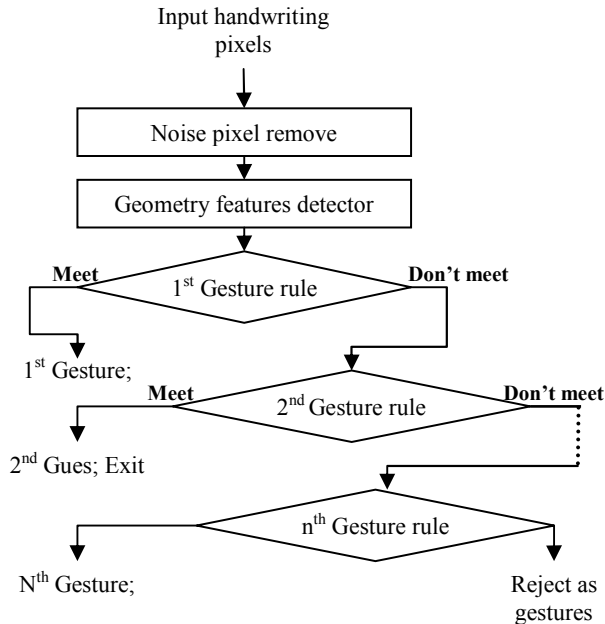 Input handwriting
pixels
Noise pixel remove
Geometry features detector
Meet
Don't meet
1st Gesture rule
1st Gesture;
Meet
Don't meet
2nd Gesture rule
2nd Gues; Exit
nth Gesture rule
Nth Gesture;
Reject as
gestures